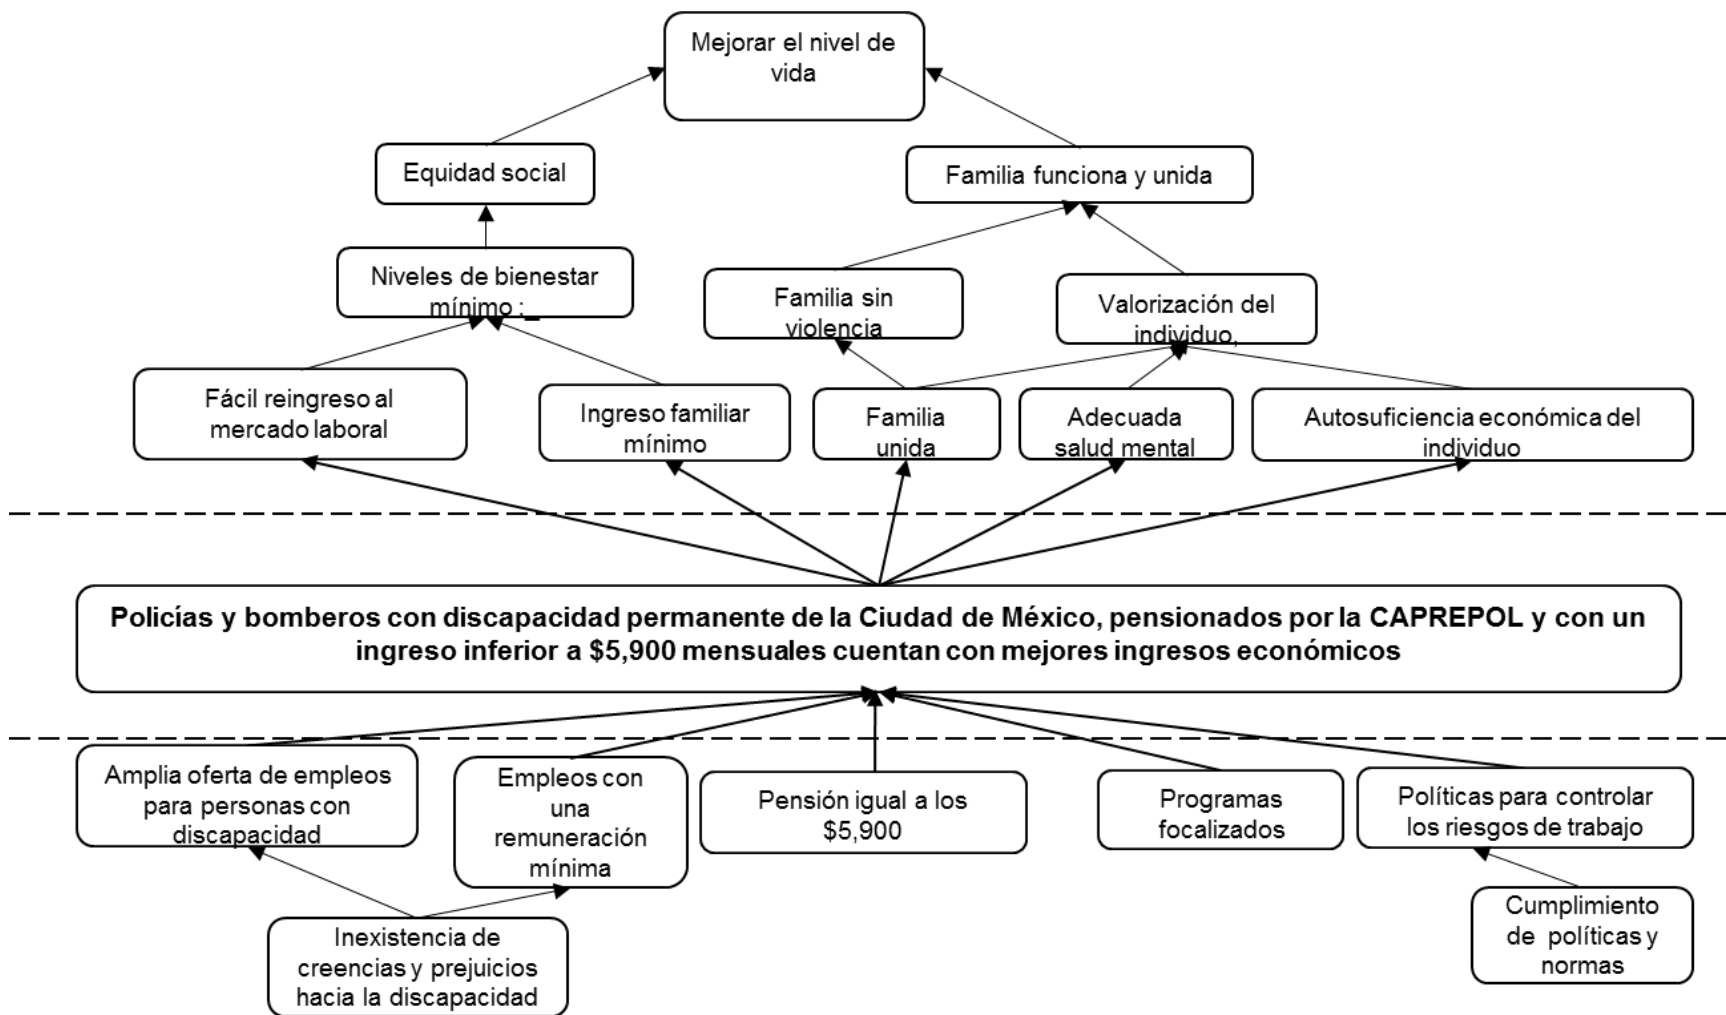 Mejorar el nivel de
vida
Equidad social
Familia funciona y unida
Niveles de bienestar
mínimo :_
Familia sin
violencia
Valorización del
individuo,
Fácil reingreso al
mercado laboral
Ingreso familiar
mínimo
Familia
unida
Adecuada
salud mental
Autosuficiencia económica del
individuo
Policías y bomberos con discapacidad permanente de la Ciudad de México, pensionados por la CAPREPOL y con un
ingreso inferior a $5,900 mensuales cuentan con mejores ingresos económicos
Amplia oferta de empleos
para personas con
discapacidad
Empleos con
una
remuneración
mínima
Pensión igual a los
$5,900
Programas
focalizados
Políticas para controlar
los riesgos de trabajo
Inexistencia de
creencias y prejuicios
hacia la discapacidad
Cumplimiento
de políticas y
normas